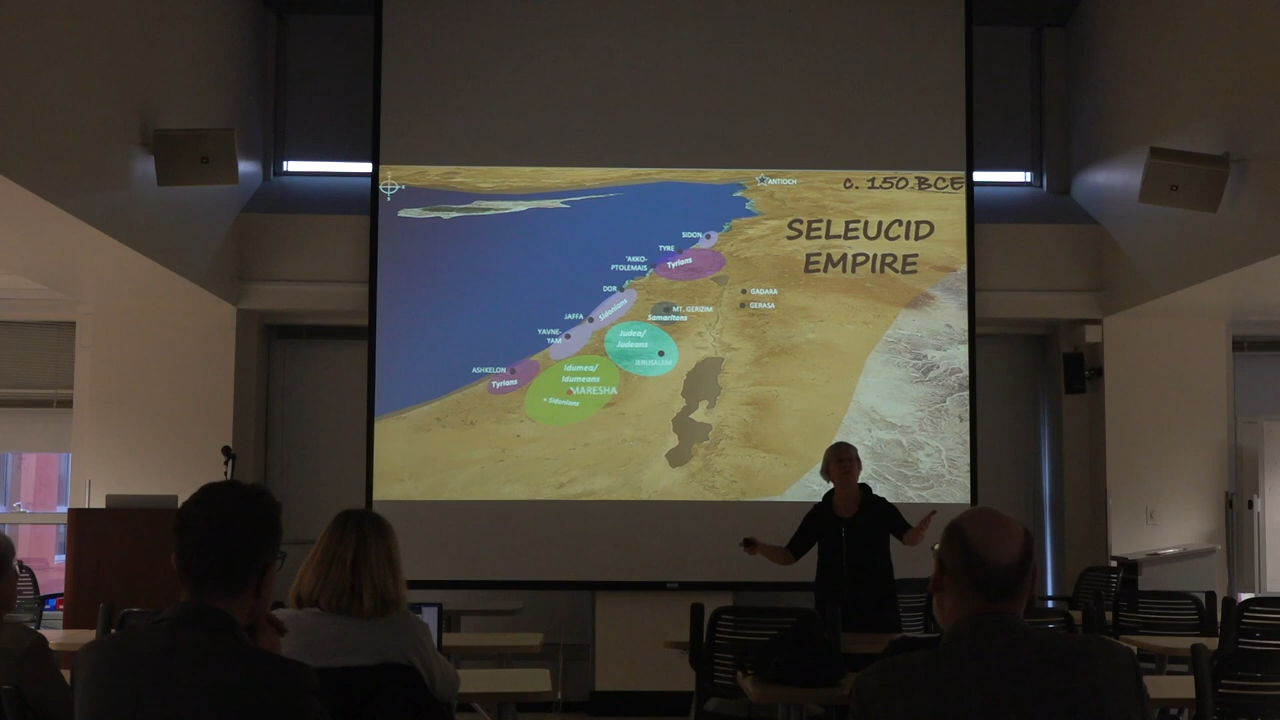 ANTIOCH
c. 150 BCE
SELEUCID
EMPIRE
SIDON
TYRE
Tyrians
'AKKO-
PTOLEMAIS
DOR
GADARA
GERASA
Sidonians
MT. GERIZIM
Samaritans
JAFFA
YAVNE-
YAM
Judea/
Judeans
JERUSALEM
ASHKELON
Tyrians
Idumea/
Idumeans
MARESHA
+ Sidonians